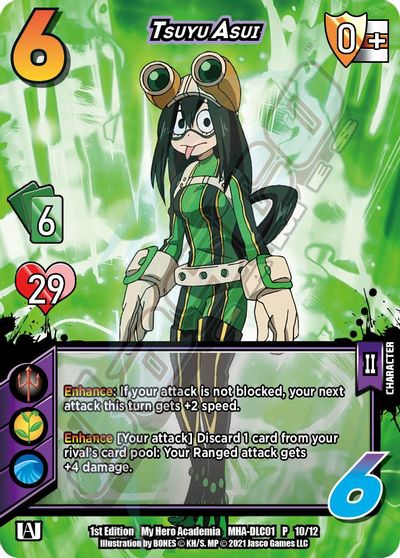 6
TSUYU ASUI
0 +
6
29
II
CHARACTER
Enhance: If your attack is not blocked, your next
attack this turn gets +2 speed.
Enhance [Your attack] Discard 1 card from your
rival's card pool: Your Ranged attack gets
+4 damage.
6
1st Edition My Hero Academia MHA-DLC01 P 10/12
Illustration by BONES © KH/S. MP © 2021 Jasco Games LLC